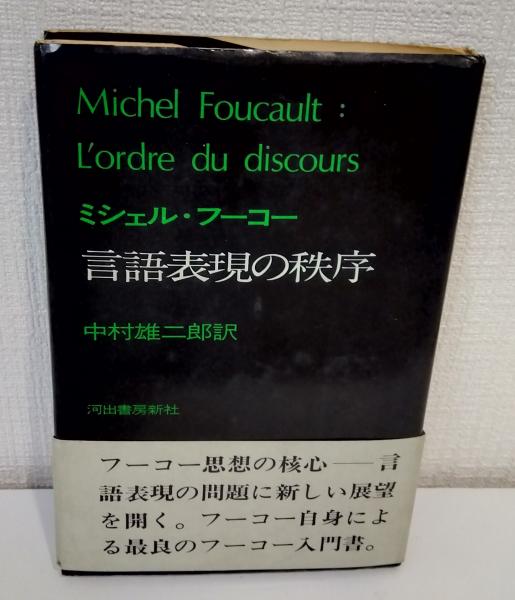 Michel Foucault :
L'ordre du discours
ミシェル・フーコー
言語表現の秩序
中村雄二郎訳
河出書房新社
フーコー思想の核心──言
語表現の問題に新しい展望
を開く。フーコー自身によ
る最良のフーコー入門書。